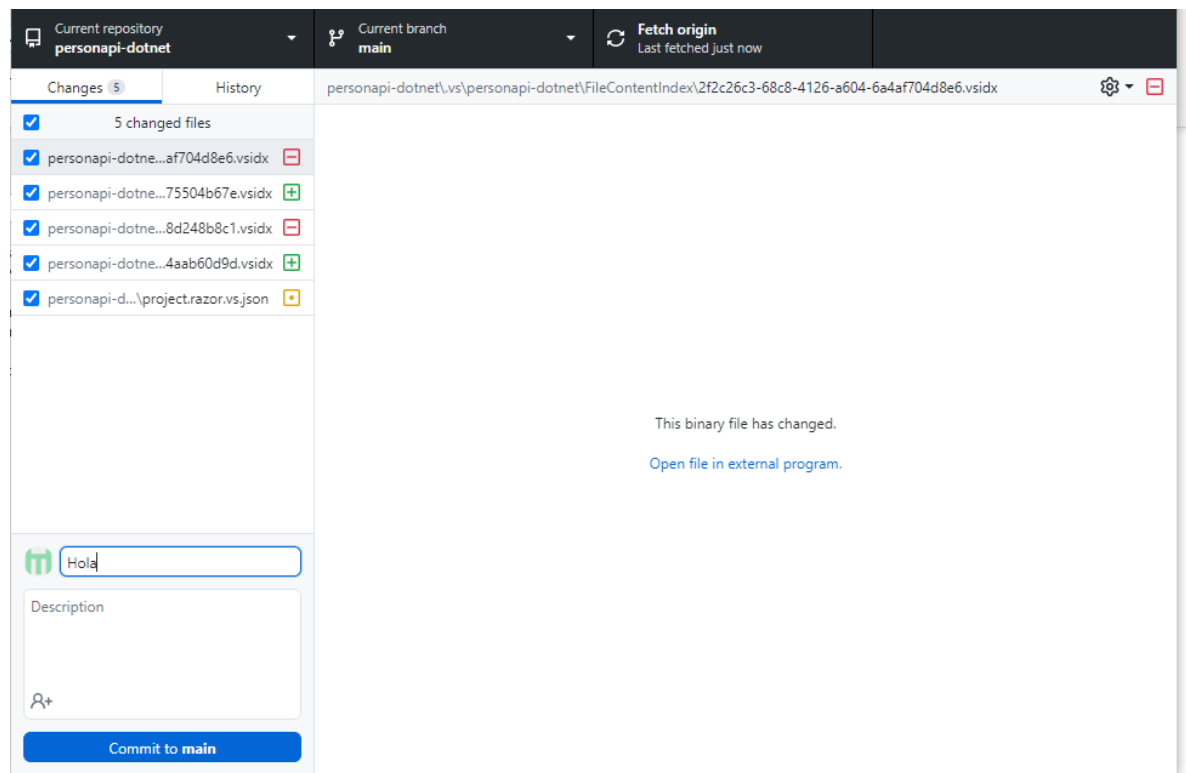 Current repository
personapi-dotnet
Current branch
main
Fetch origin
Last fetched just now
Changes 5
History
personapi-dotnet\.vs\personapi-dotnet\FileContentIndex\2f2c26c3-68c8-4126-a604-6a4af704d8e6.vsidx
5 changed files
personapi-dotne...af704d8e6.vsidx
personapi-dotne...75504b67e.vsidx
personapi-dotne...8d248b8c1.vsidx
personapi-dotne...4aab60d9d.vsidx
personapi-d...\project.razor.vs.json
This binary file has changed.
Open file in external program.
Hola
Description
Commit to main